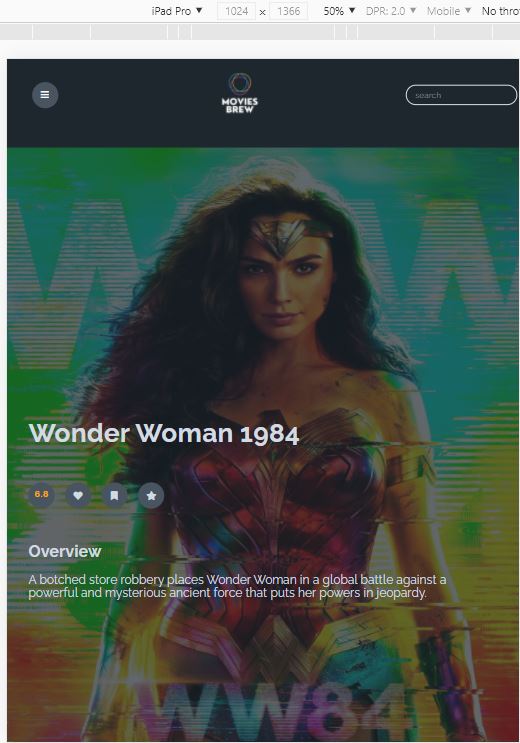 iPad Pro ▼ 1024 x 1366 50% ▼ DPR: 2.0 ▼ Mobile ▼ No thro
MOVIES
BREW
search
WW
Wonder Woman 1984
6.8
Overview
A botched store robbery places Wonder Woman in a global battle against a
powerful and mysterious ancient force that puts her powers in jeopardy.
WW84